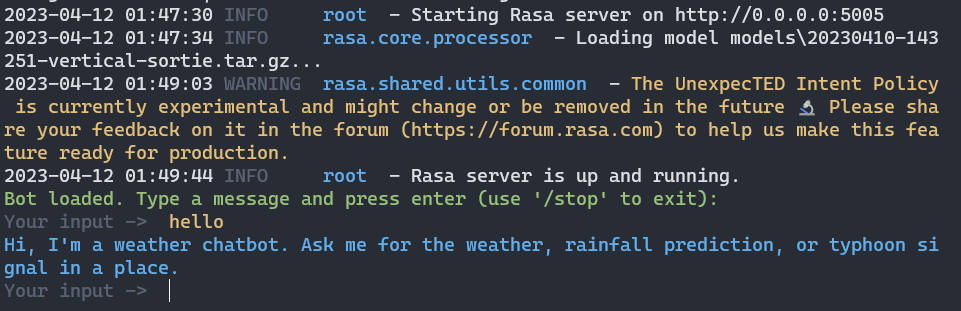 2023-04-12 01:47:30 INFO     root  - Starting Rasa server on http://0.0.0.0:5005
2023-04-12 01:47:34 INFO     rasa.core.processor  - Loading model models\20230410-143
251-vertical-sortie.tar.gz...
2023-04-12 01:49:03 WARNING  rasa.shared.utils.common  - The UnexpecTED Intent Policy
 is currently experimental and might change or be removed in the future 🔬 Please sha
re your feedback on it in the forum (https://forum.rasa.com) to help us make this fea
ture ready for production.
2023-04-12 01:49:44 INFO     root  - Rasa server is up and running.
Bot loaded. Type a message and press enter (use '/stop' to exit):
Your input ->  hello
Hi, I'm a weather chatbot. Ask me for the weather, rainfall prediction, or typhoon si
gnal in a place.
Your input ->